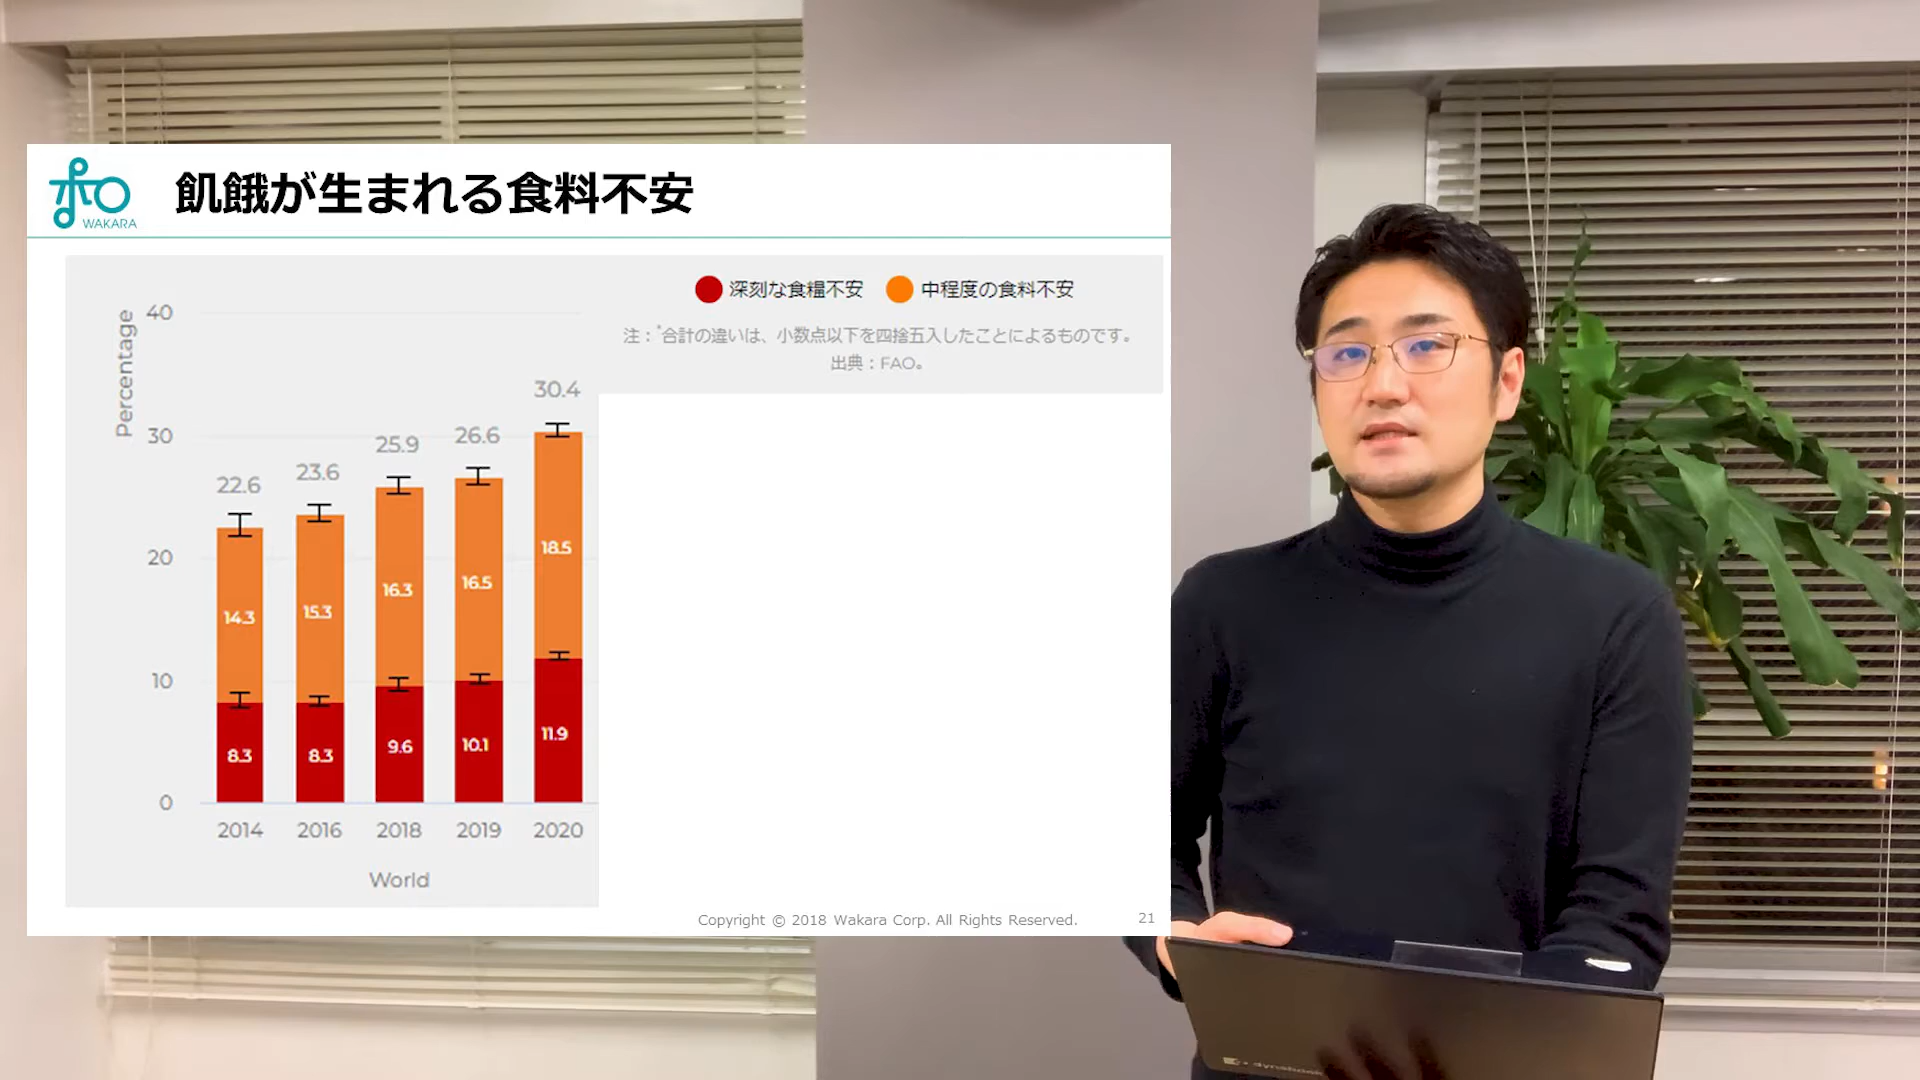 WAKARA
飢餓が生まれる食料不安
深刻な食糧不安 中程度の食料不安
注:*合計の違いは、小数点以下を四捨五入したことによるものです。
出典:FAO。
Percentage
40
30
20
10
0
22.6
23.6
25.9
26.6
30.4
14.3
15.3
16.3
16.5
18.5
8.3
8.3
9.6
10.1
11.9
2014 2016 2018 2019 2020
World
Copyright © 2018 Wakara Corp. All Rights Reserved.
21
dynabook